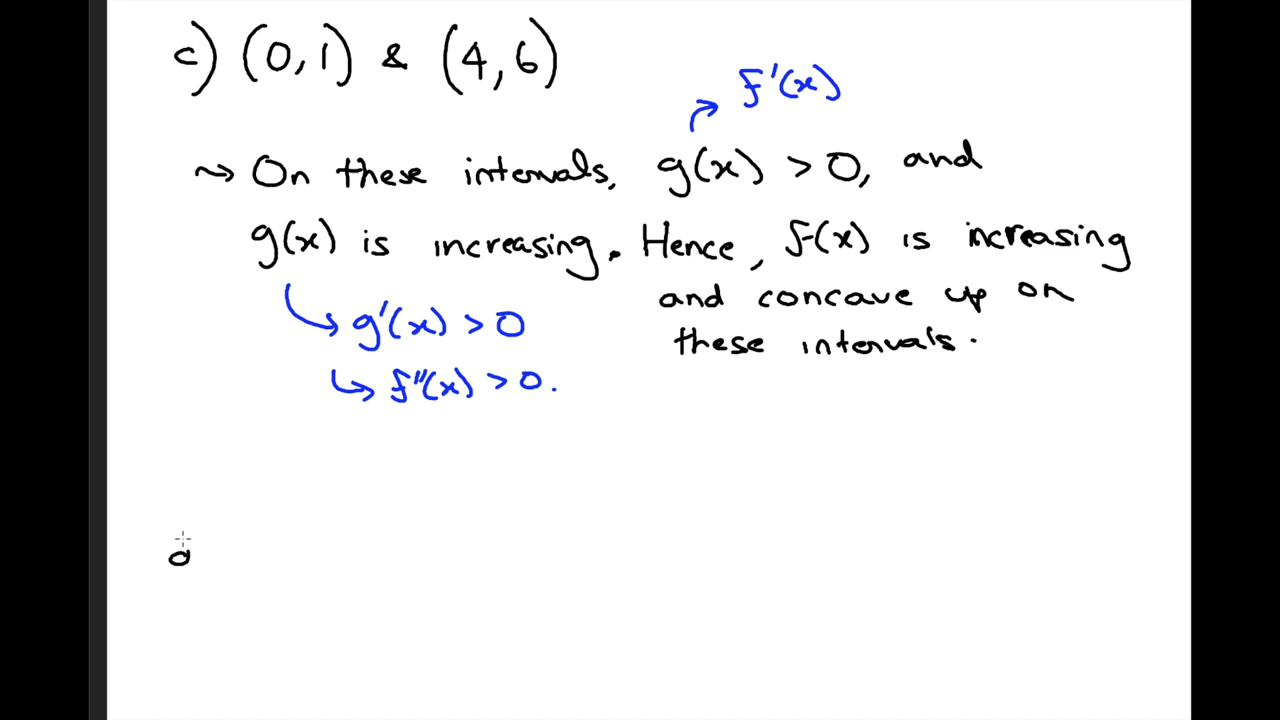 c) (0,1) & (4,6)
f'(x)
~> On these intervals, g(x) > 0, and
g(x) is increasing. Hence, f(x) is increasing
and concave up on
these intervals.
↳ g'(x) > 0
↳ f''(x) > 0.